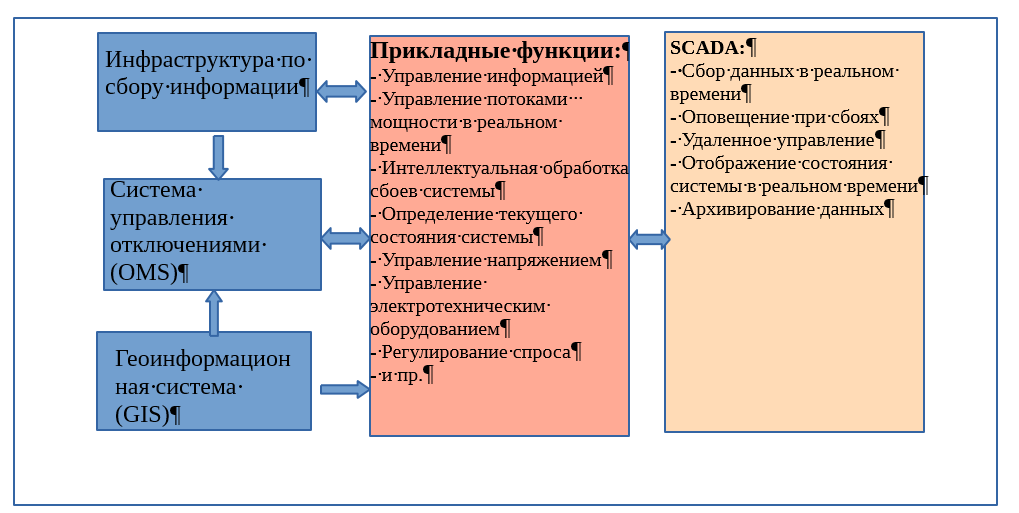 Инфраструктура по
сбору информации¶
Система
управления
отключениями
(OMS)¶
Геоинформацион
ная система
(GIS)¶
Прикладные функции:¶
- Управление информацией¶
- Управление потоками
мощности в реальном
времени¶
- Интеллектуальная обработка
сбоев системы¶
- Определение текущего
состояния системы¶
- Управление напряжением¶
- Управление
электротехническим
оборудованием¶
- Регулирование спроса¶
- и пр.¶
SCADA:¶
- Сбор данных в реальном
времени¶
- Оповещение при сбоях¶
- Удаленное управление¶
- Отображение состояния
системы в реальном времени¶
- Архивирование данных¶